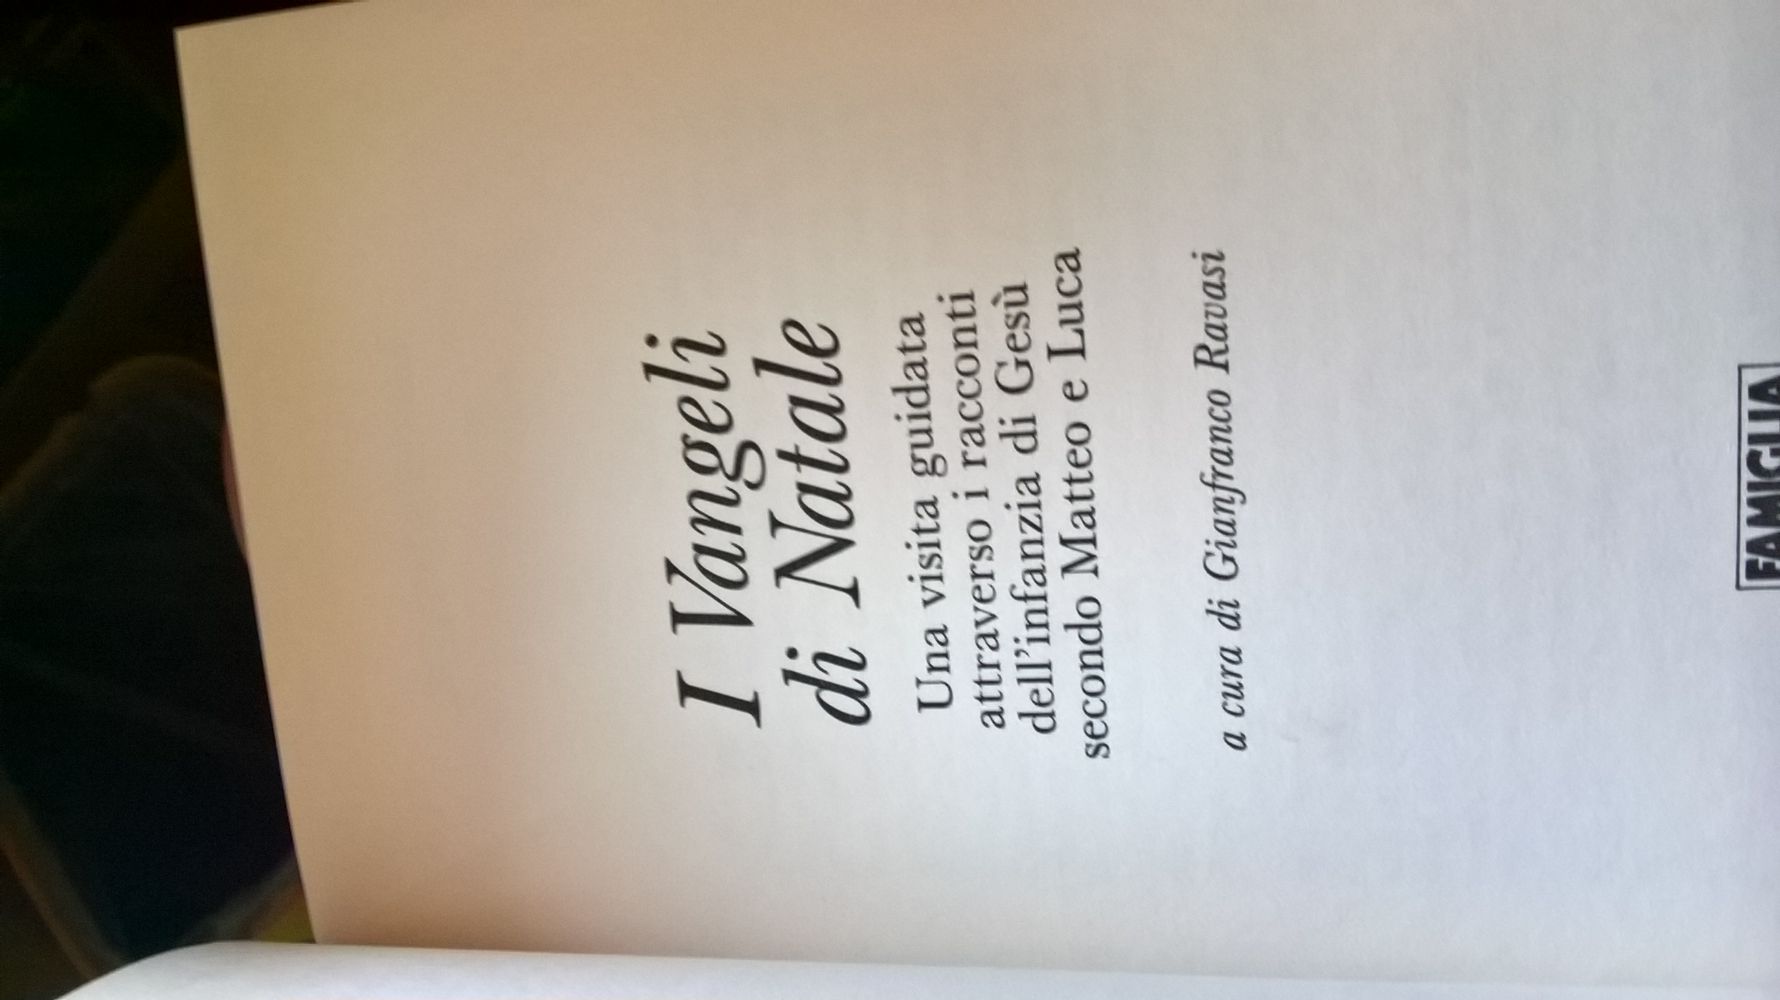 I Vangeli
di Natale
Una visita guidata
attraverso i racconti
dell'infanzia di Gesù
secondo Matteo e Luca
a cura di Gianfranco Ravasi
FAMIGLIA